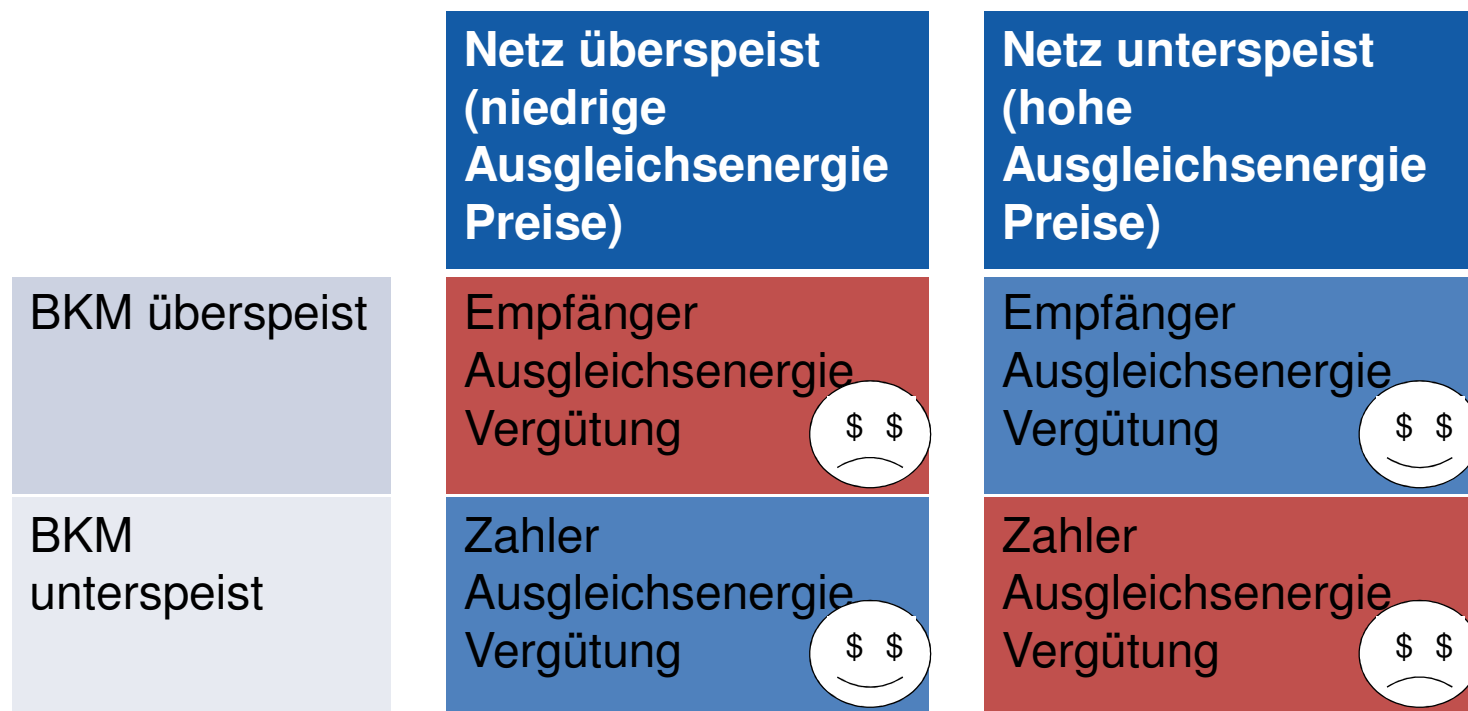 Netz überspeist
(niedrige
Ausgleichsenergie
Preise)
Netz unterspeist
(hohe
Ausgleichsenergie
Preise)
BKM überspeist
Empfänger
Ausgleichsenergie
Vergütung
$ $
Empfänger
Ausgleichsenergie
Vergütung
$ $
BKM
unterspeist
Zahler
Ausgleichsenergie
Vergütung
$ $
Zahler
Ausgleichsenergie
Vergütung
$ $